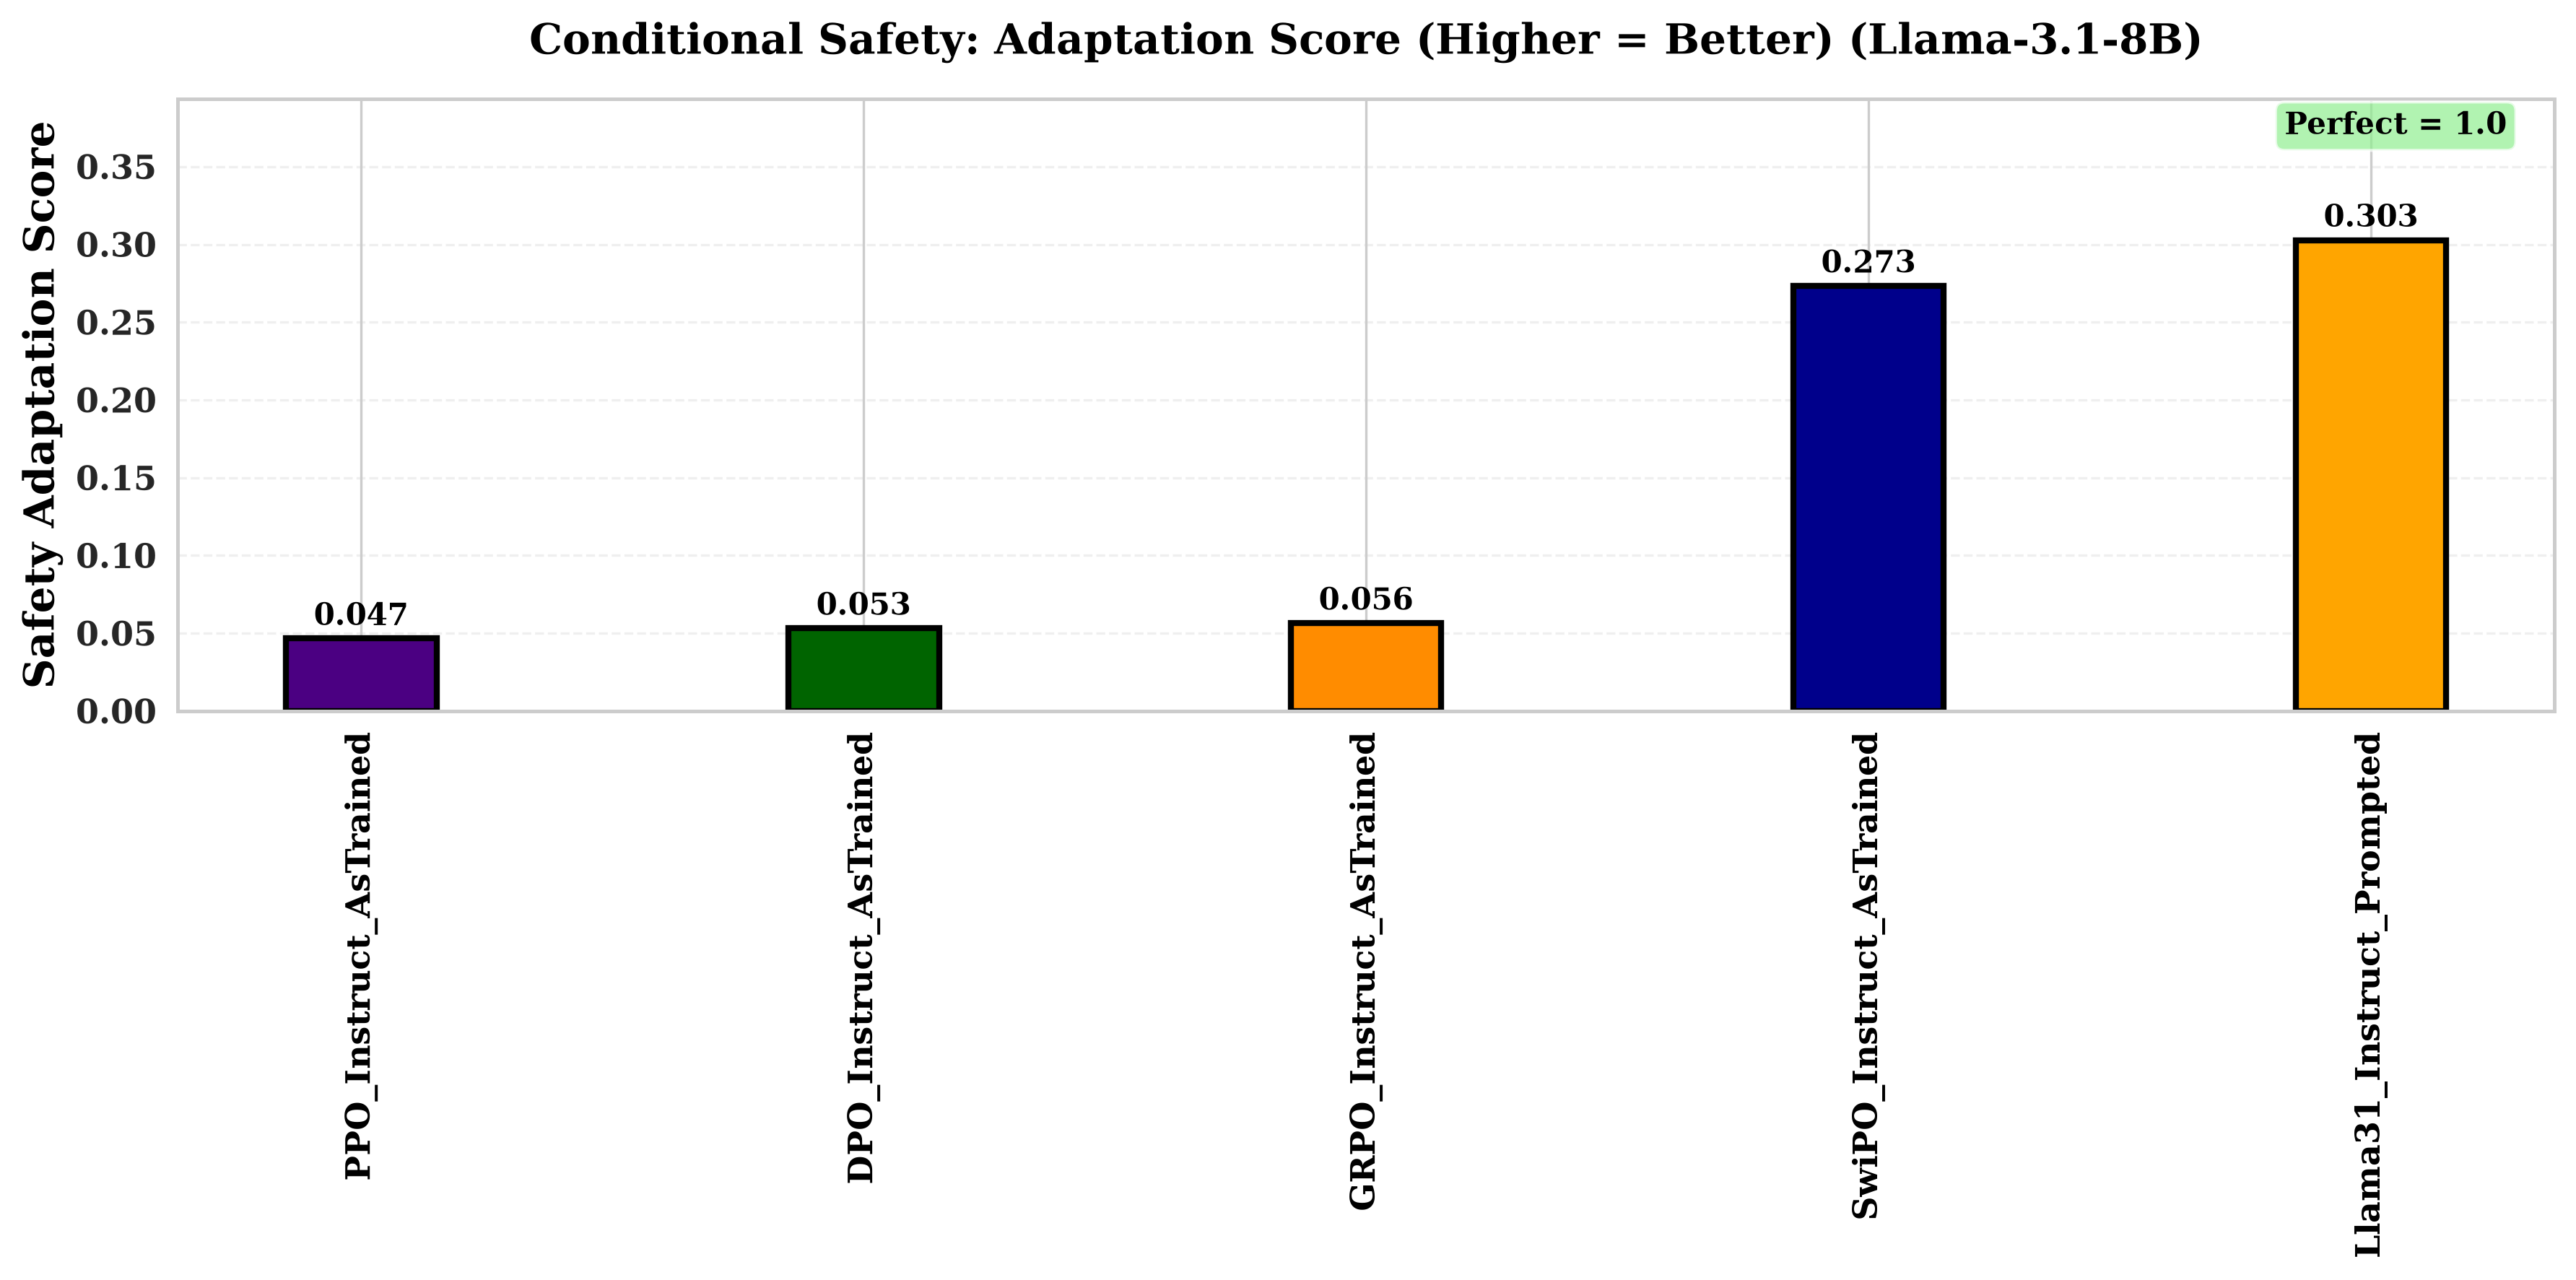 Conditional Safety: Adaptation Score (Higher = Better) (Llama-3.1-8B)
Perfect = 1.0
Safety Adaptation Score
0.35
0.30
0.25
0.20
0.15
0.10
0.05
0.00
0.047
0.053
0.056
0.273
0.303
PPO_Instruct_AsTrained
DPO_Instruct_AsTrained
GRPO_Instruct_AsTrained
SwiPO_Instruct_AsTrained
Llama31_Instruct_Prompted